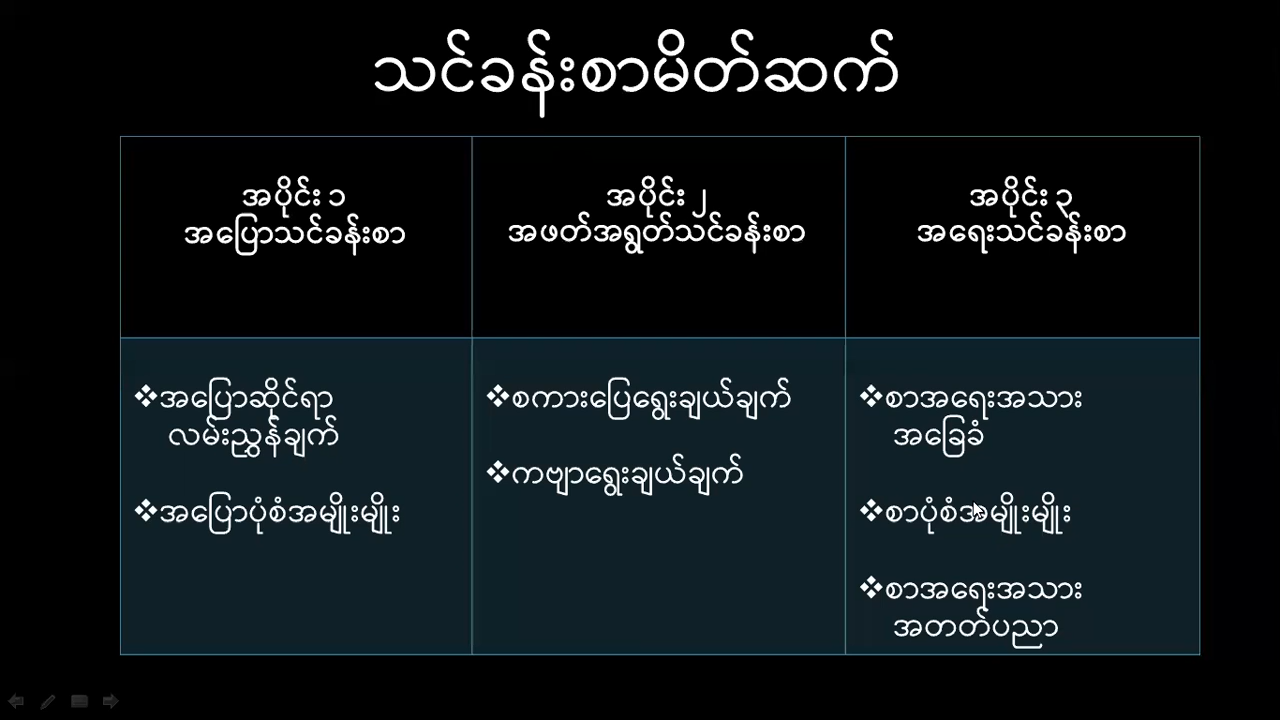 သင်ခန်းစာမိတ်ဆက်
အပိုင်း ၁
အပြောသင်ခန်းစာ
အပိုင်း ၂
အဖတ်အရွတ်သင်ခန်းစာ
အပိုင်း ၃
အရေးသင်ခန်းစာ
❖အပြောဆိုင်ရာ
လမ်းညွှန်ချက်
❖အပြောပုံစံအမျိုးမျိုး
❖စကားပြေရွေးချယ်ချက်
❖ကဗျာရွေးချယ်ချက်
❖စာအရေးအသား
အခြေခံ
❖စာပုံစံအမျိုးမျိုး
❖စာအရေးအသား
အတတ်ပညာ